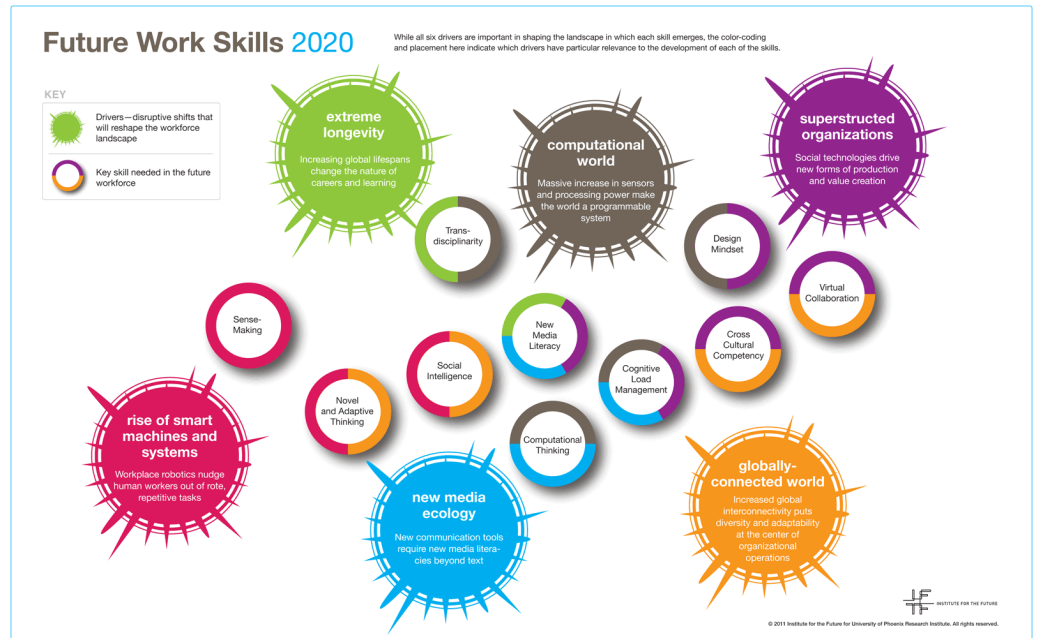 Future Work Skills 2020
While all six drivers are important in shaping the landscape in which each skill emerges, the color-coding
and placement here indicate which drivers have particular relevance to the development of each of the skills.
KEY
Drivers—disruptive shifts that
will reshape the workforce
landscape
Key skill needed in the future
workforce
extreme
longevity
Increasing global lifespans
change the nature of
careers and learning
computational
world
Massive increase in sensors
and processing power make
the world a programmable
system
superstructed
organizations
Social technologies drive
new forms of production
and value creation
Trans-
disciplinarity
Design
Mindset
Virtual
Collaboration
Sense-
Making
New
Media
Literacy
Cross
Cultural
Competency
Social
Intelligence
Cognitive
Load
Management
Novel
and Adaptive
Thinking
Computational
Thinking
rise of smart
machines and
systems
Workplace robotics nudge
human workers out of rote,
repetitive tasks
new media
ecology
New communication tools
require new media litera-
cies beyond text
globally-
connected world
Increased global
interconnectivity puts
diversity and adaptability
at the center of
organizational
operations
INSTITUTE FOR THE FUTURE
© 2011 Institute for the Future for University of Phoenix Research Institute. All rights reserved.